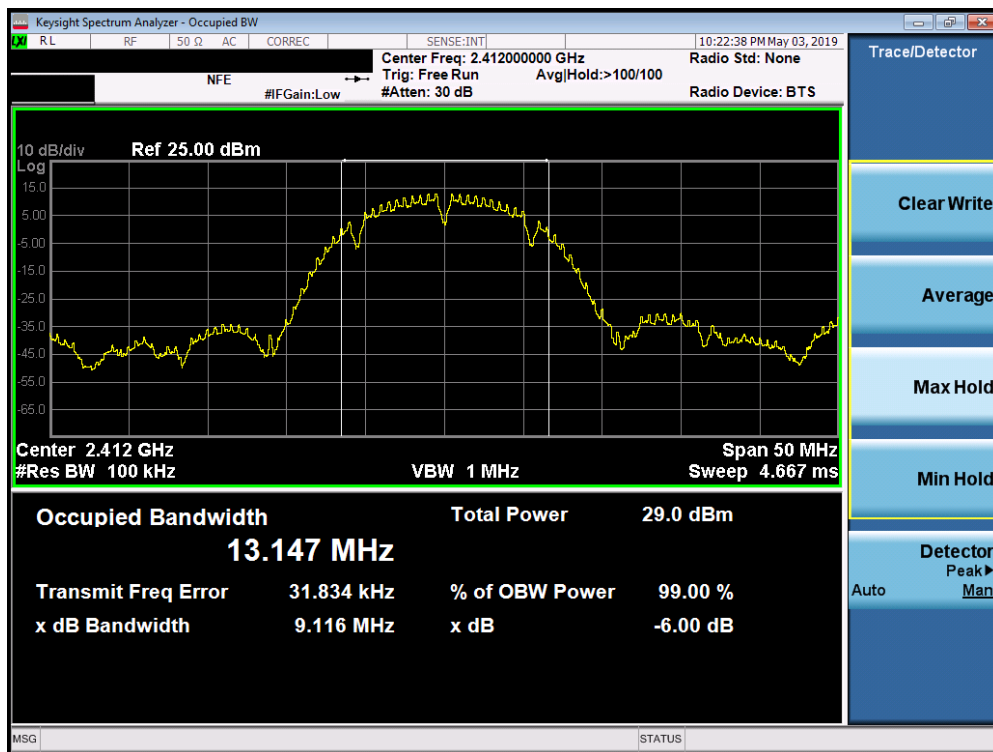 Keysight Spectrum Analyzer - Occupied BW
LXI RL RF 50 Ω AC CORREC SENSE:INT 10:22:38 PM May 03, 2019
Center Freq: 2.412000000 GHz Radio Std: None
NFE Trig: Free Run Avg|Hold:>100/100
#IFGain:Low #Atten: 30 dB Radio Device: BTS
10 dB/div Ref 25.00 dBm
Log
15.0
5.00
-5.00
-15.0
-25.0
-35.0
-45.0
-55.0
-65.0
Center 2.412 GHz Span 50 MHz
#Res BW 100 kHz VBW 1 MHz Sweep 4.667 ms
Occupied Bandwidth Total Power 29.0 dBm
13.147 MHz
Transmit Freq Error 31.834 kHz % of OBW Power 99.00 %
x dB Bandwidth 9.116 MHz x dB -6.00 dB
MSG STATUS
Trace/Detector
Clear Write
Average
Max Hold
Min Hold
Detector
Peak▶
Auto Man